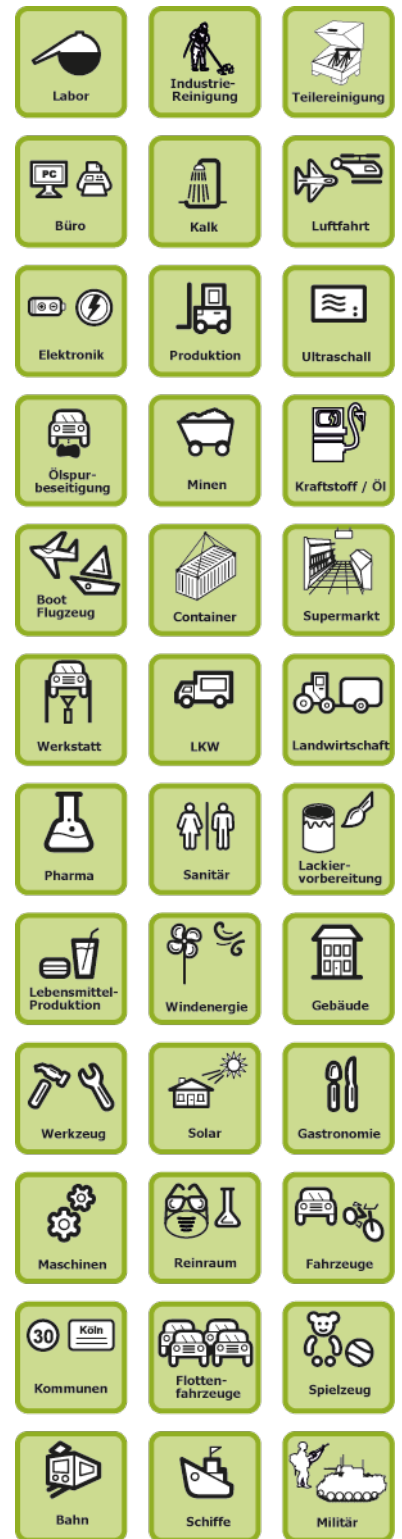 Labor
Industrie-
Reinigung
Teilereinigung
PC
Büro
Kalk
Luftfahrt
Elektronik
Produktion
Ultraschall
Ölspur-
beseitigung
Minen
Kraftstoff / Öl
Boot
Flugzeug
Container
Supermarkt
Werkstatt
LKW
Landwirtschaft
Pharma
Sanitär
Lackier-
vorbereitung
Lebensmittel-
Produktion
Windenergie
Gebäude
Werkzeug
Solar
Gastronomie
Maschinen
Reinraum
Fahrzeuge
30
Köln
Kommunen
Flotten-
fahrzeuge
Spielzeug
Bahn
Schiffe
Militär